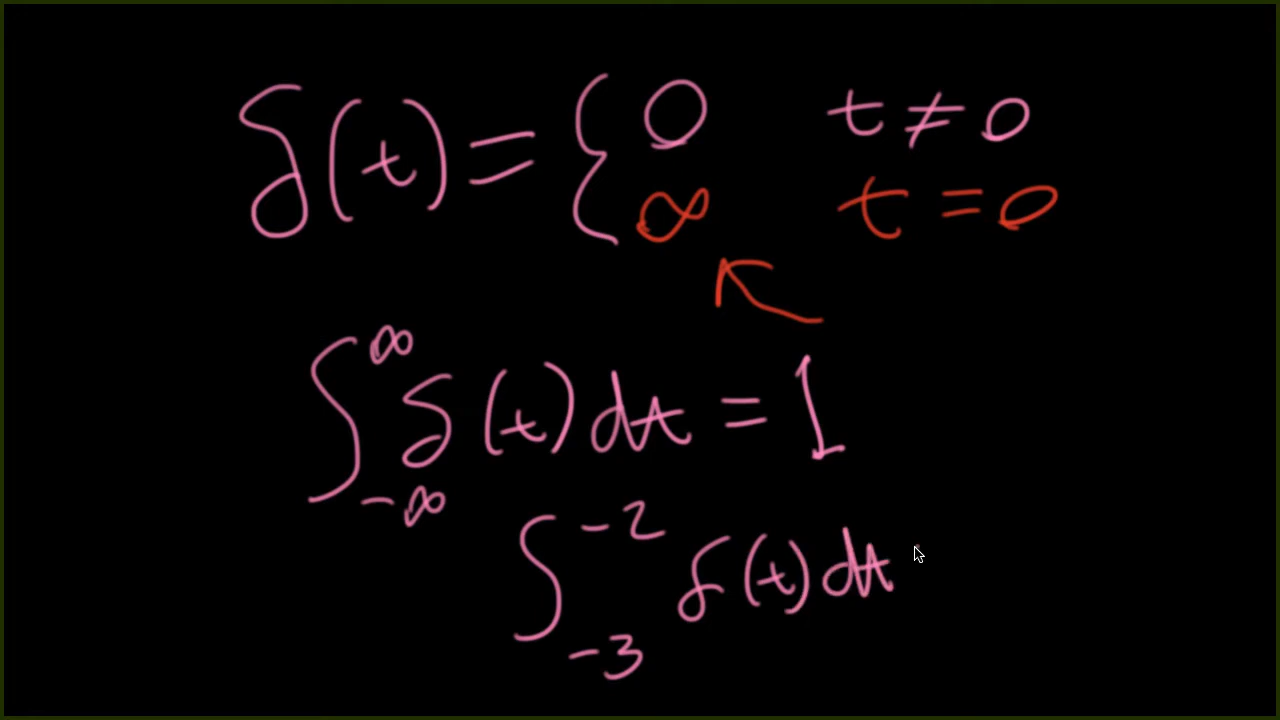 δ(t) = { 0 t ≠ 0
∞ t = 0
∫_{-∞}^{∞} δ(t) dt = 1
∫_{-3}^{-2} δ(t) dt